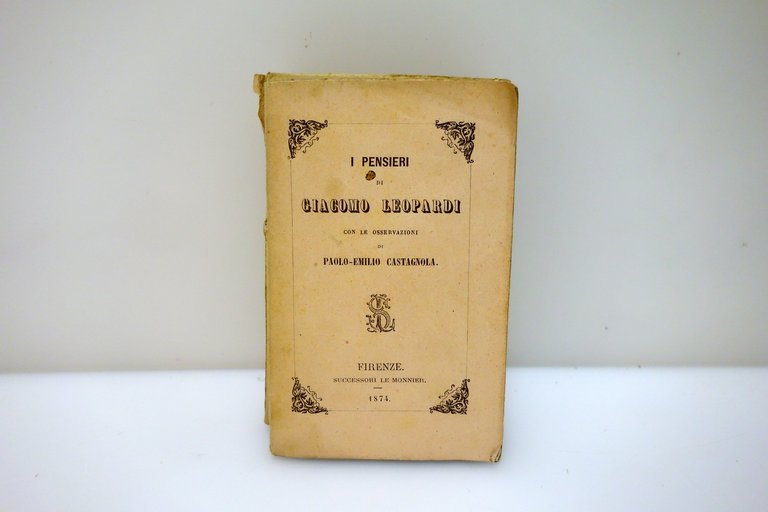 I PENSIERI
DI
GIACOMO LEOPARDI
CON LE OSSERVAZIONI
DI
PAOLO-EMILIO CASTAGNOLA.
FIRENZE.
SUCCESSORI LE MONNIER.
1874.